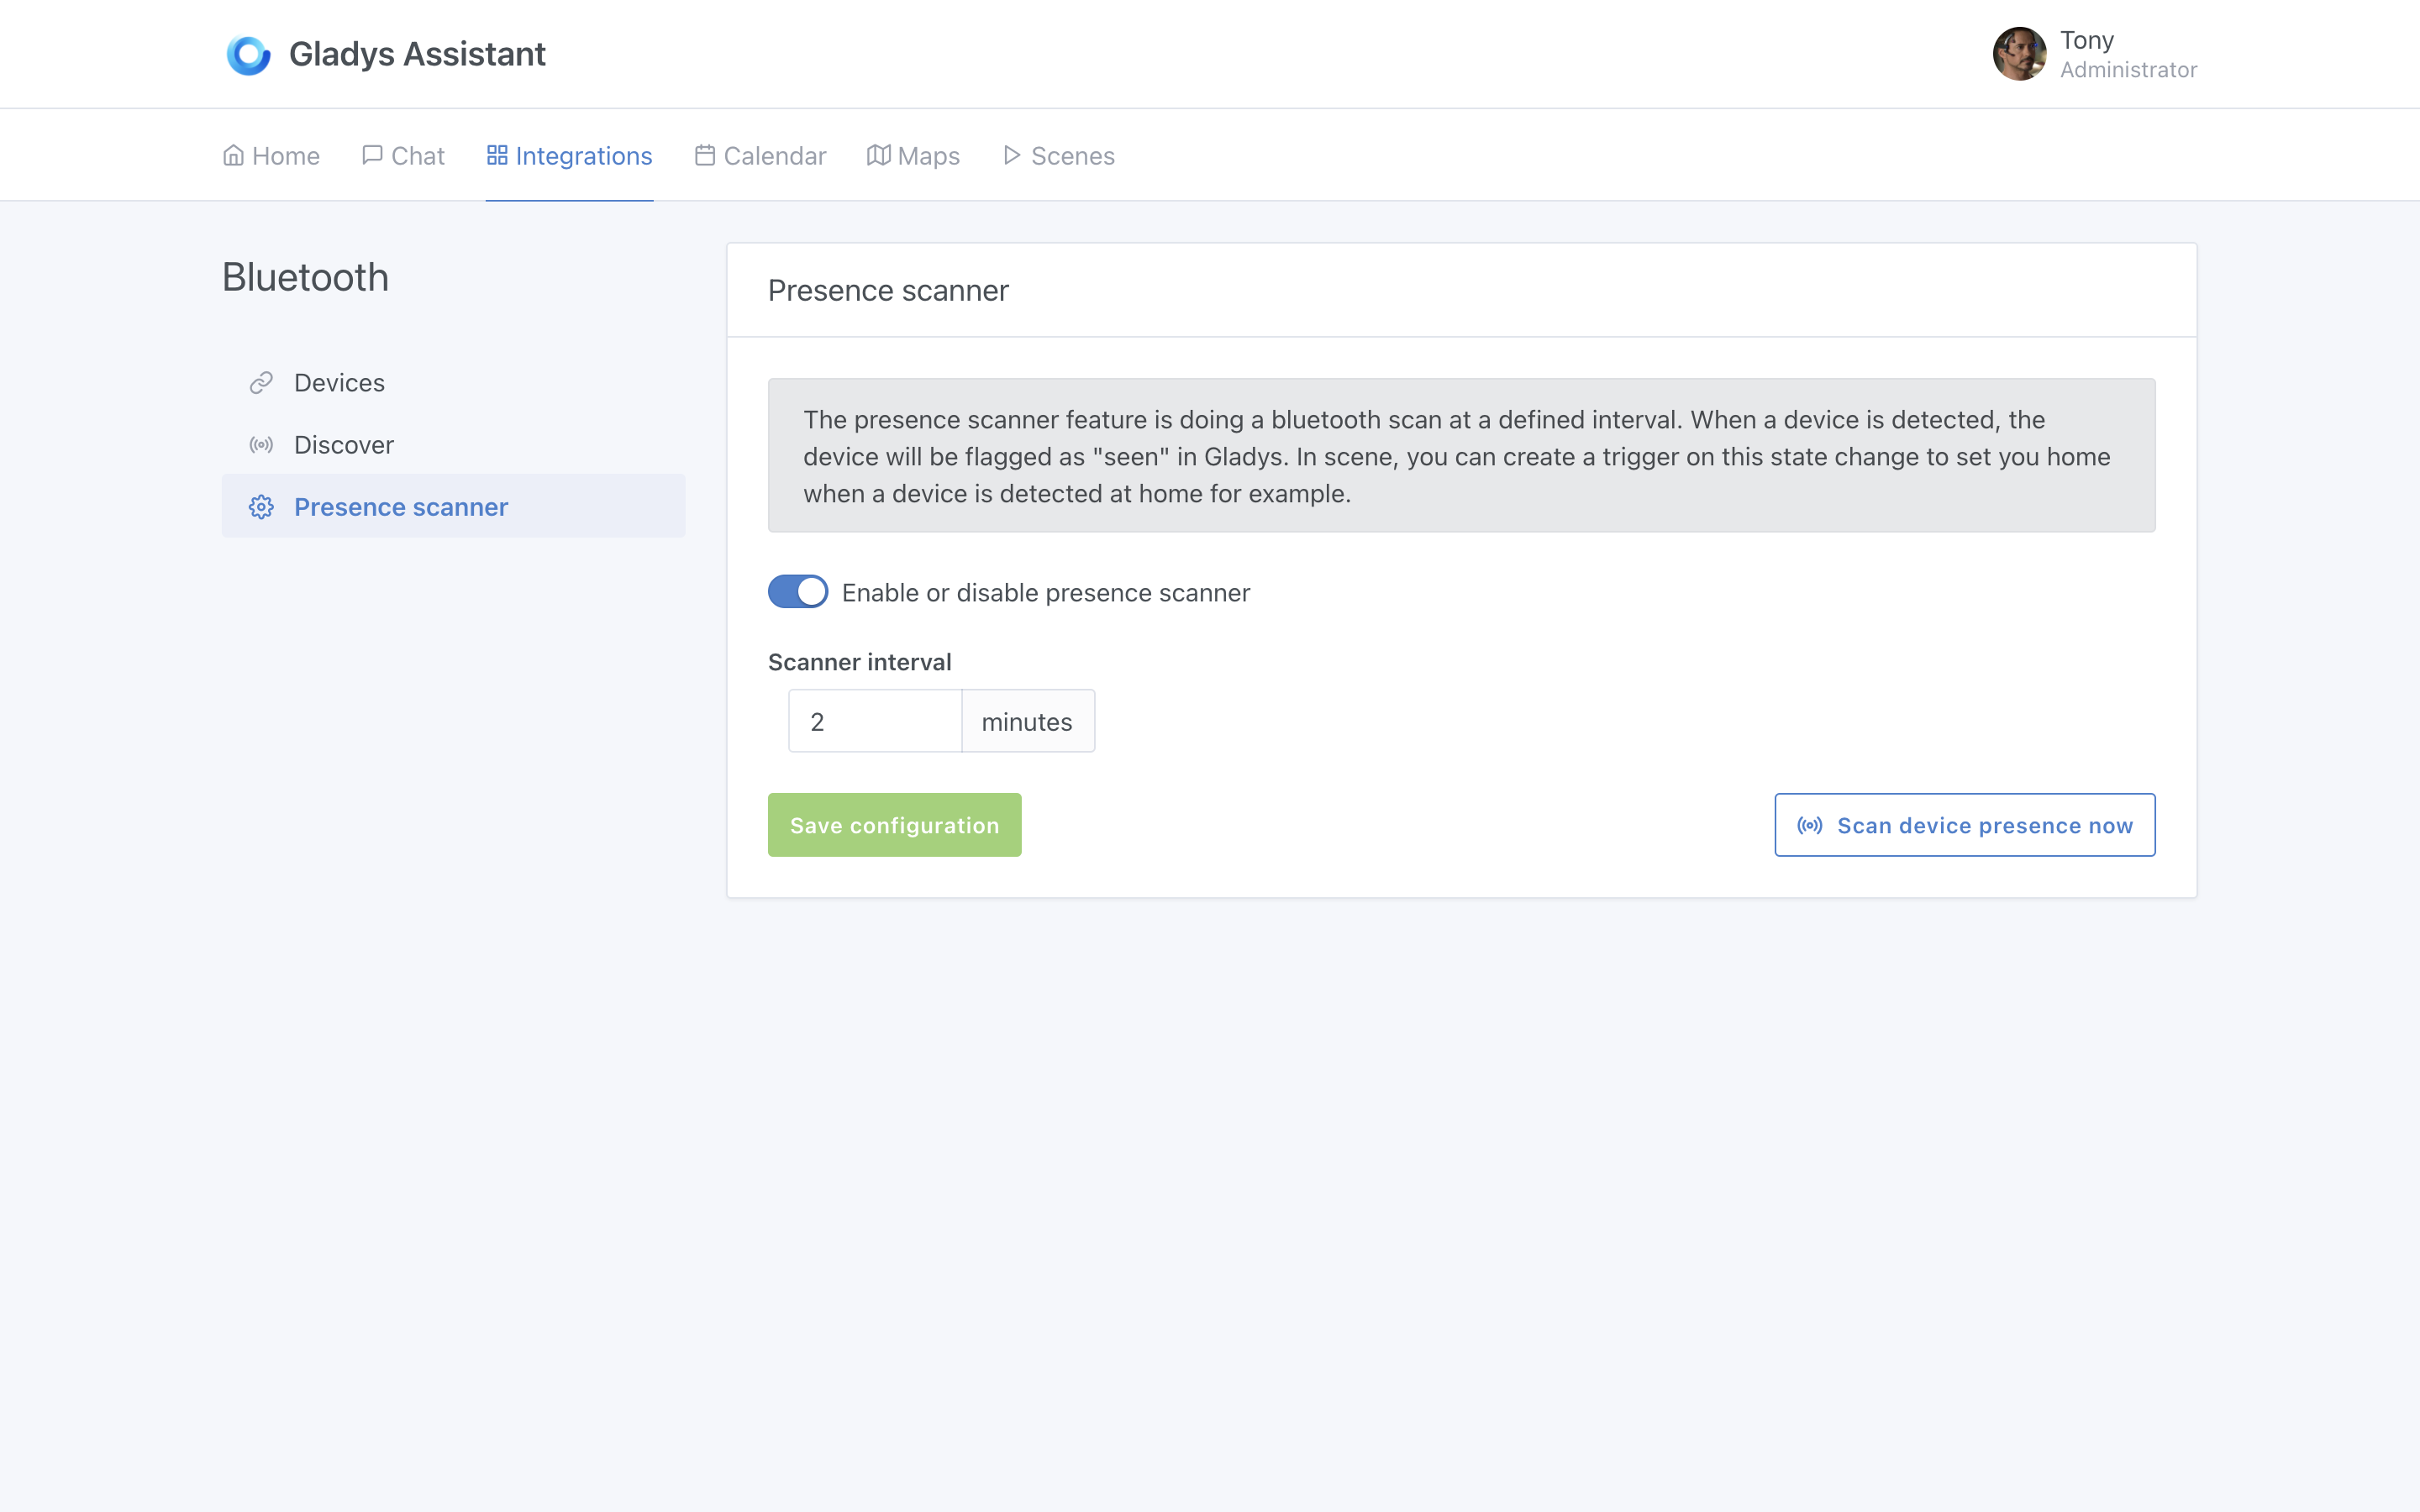 Gladys Assistant
Tony
Administrator
Home
Chat
Integrations
Calendar
Maps
Scenes
Bluetooth
Devices
Discover
Presence scanner
Presence scanner
The presence scanner feature is doing a bluetooth scan at a defined interval. When a device is detected, the
device will be flagged as "seen" in Gladys. In scene, you can create a trigger on this state change to set you home
when a device is detected at home for example.
Enable or disable presence scanner
Scanner interval
2 minutes
Save configuration
Scan device presence now